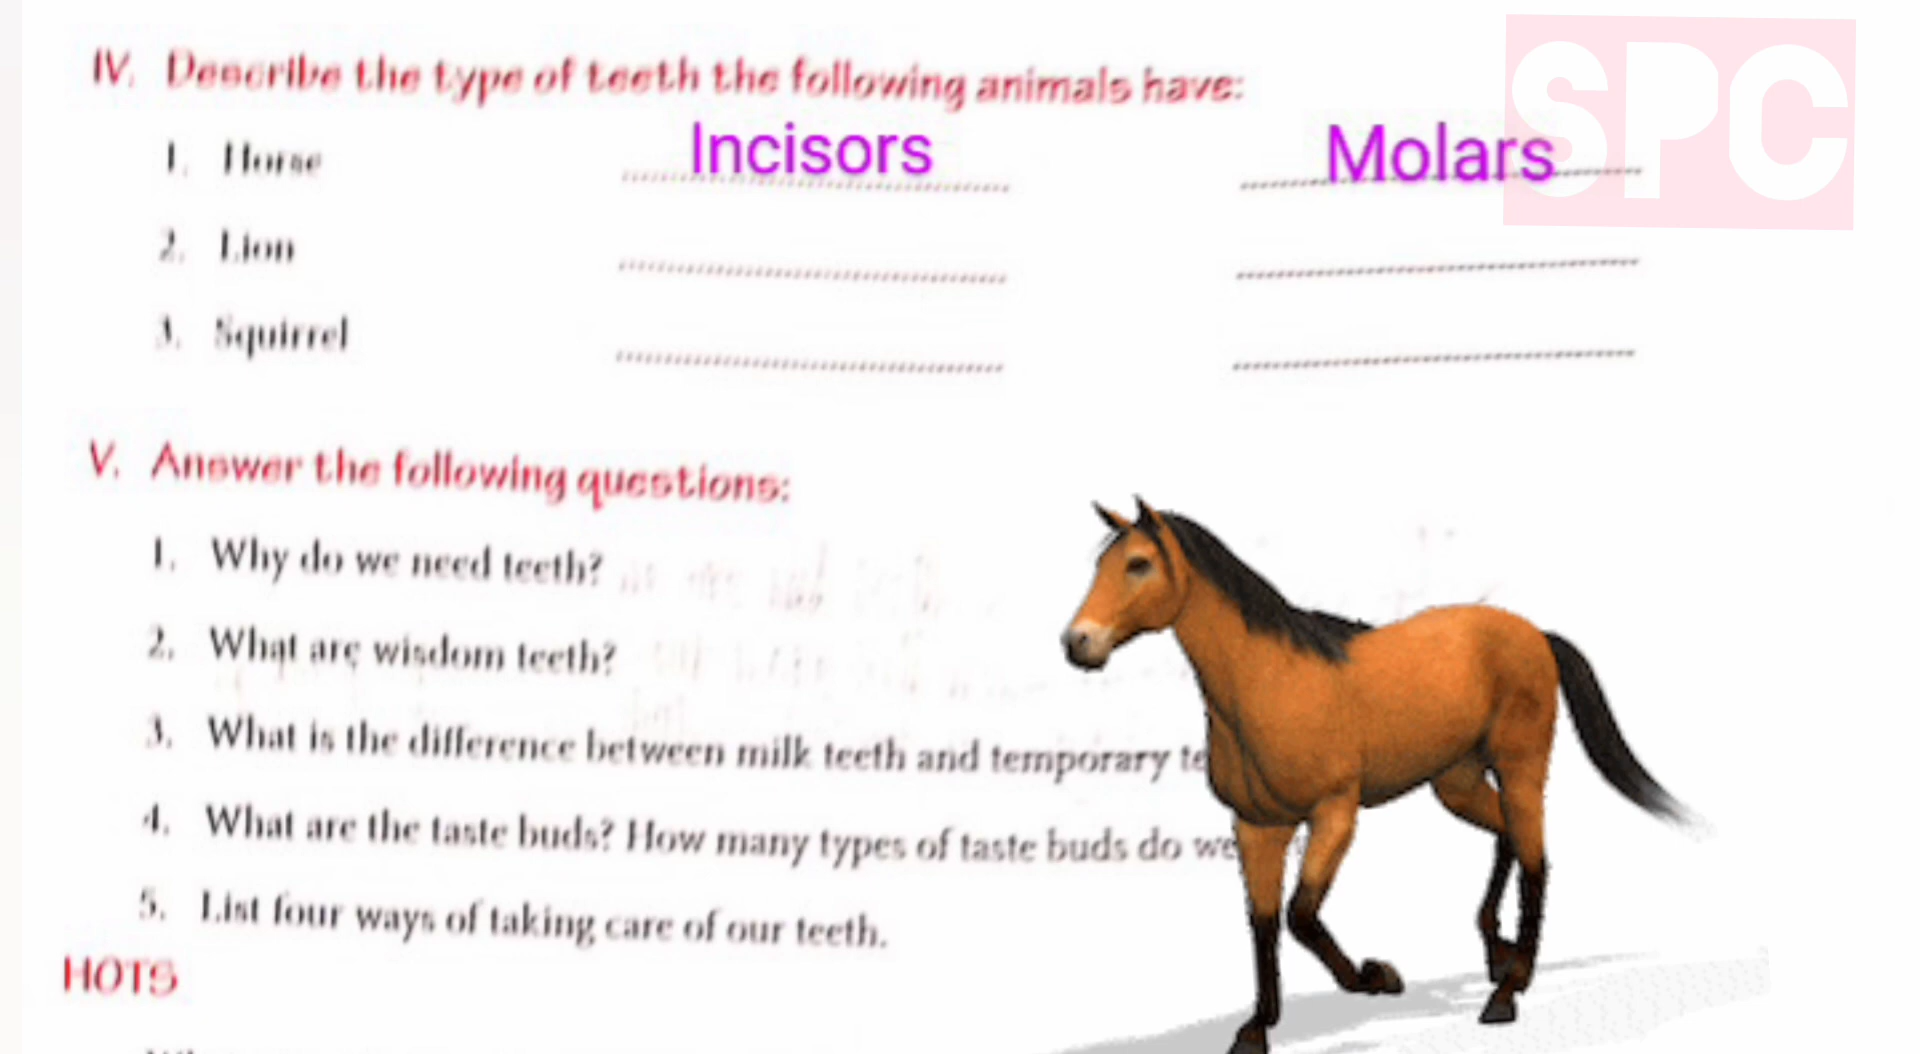 IV. Describe the type of teeth the following animals have:
1. Horse Incisors Molars
2. Lion
3. Squirrel
V. Answer the following questions:
1. Why do we need teeth?
2. What are wisdom teeth?
3. What is the difference between milk teeth and temporary te
4. What are the taste buds? How many types of taste buds do we
5. List four ways of taking care of our teeth.
HOTS
SPC